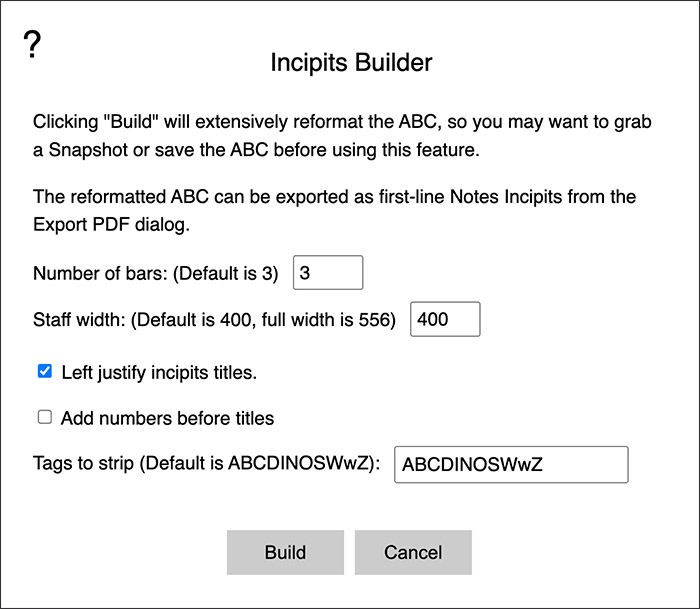 ?
Incipits Builder
Clicking "Build" will extensively reformat the ABC, so you may want to grab
a Snapshot or save the ABC before using this feature.
The reformatted ABC can be exported as first-line Notes Incipits from the
Export PDF dialog.
Number of bars: (Default is 3) 3
Staff width: (Default is 400, full width is 556) 400
Left justify incipits titles.
Add numbers before titles
Tags to strip (Default is ABCDINOSWwZ): ABCDINOSWwZ
Build Cancel